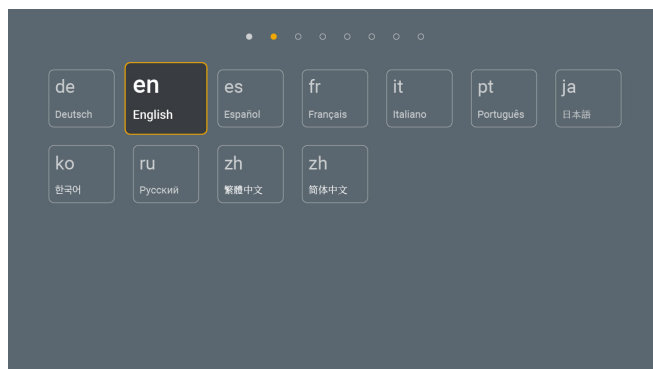 de
Deutsch
en
English
es
Español
fr
Français
it
Italiano
pt
Português
ja
日本語
ko
한국어
ru
Русский
zh
繁體中文
zh
简体中文